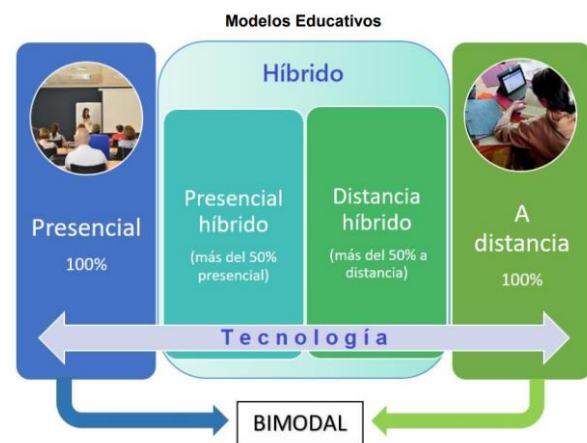 Modelos Educativos
Híbrido
Presencial
100%
Presencial
híbrido
(más del 50%
presencial)
Distancia
híbrido
(más del 50% a
distancia)
A
distancia
100%
Tecnología
BIMODAL